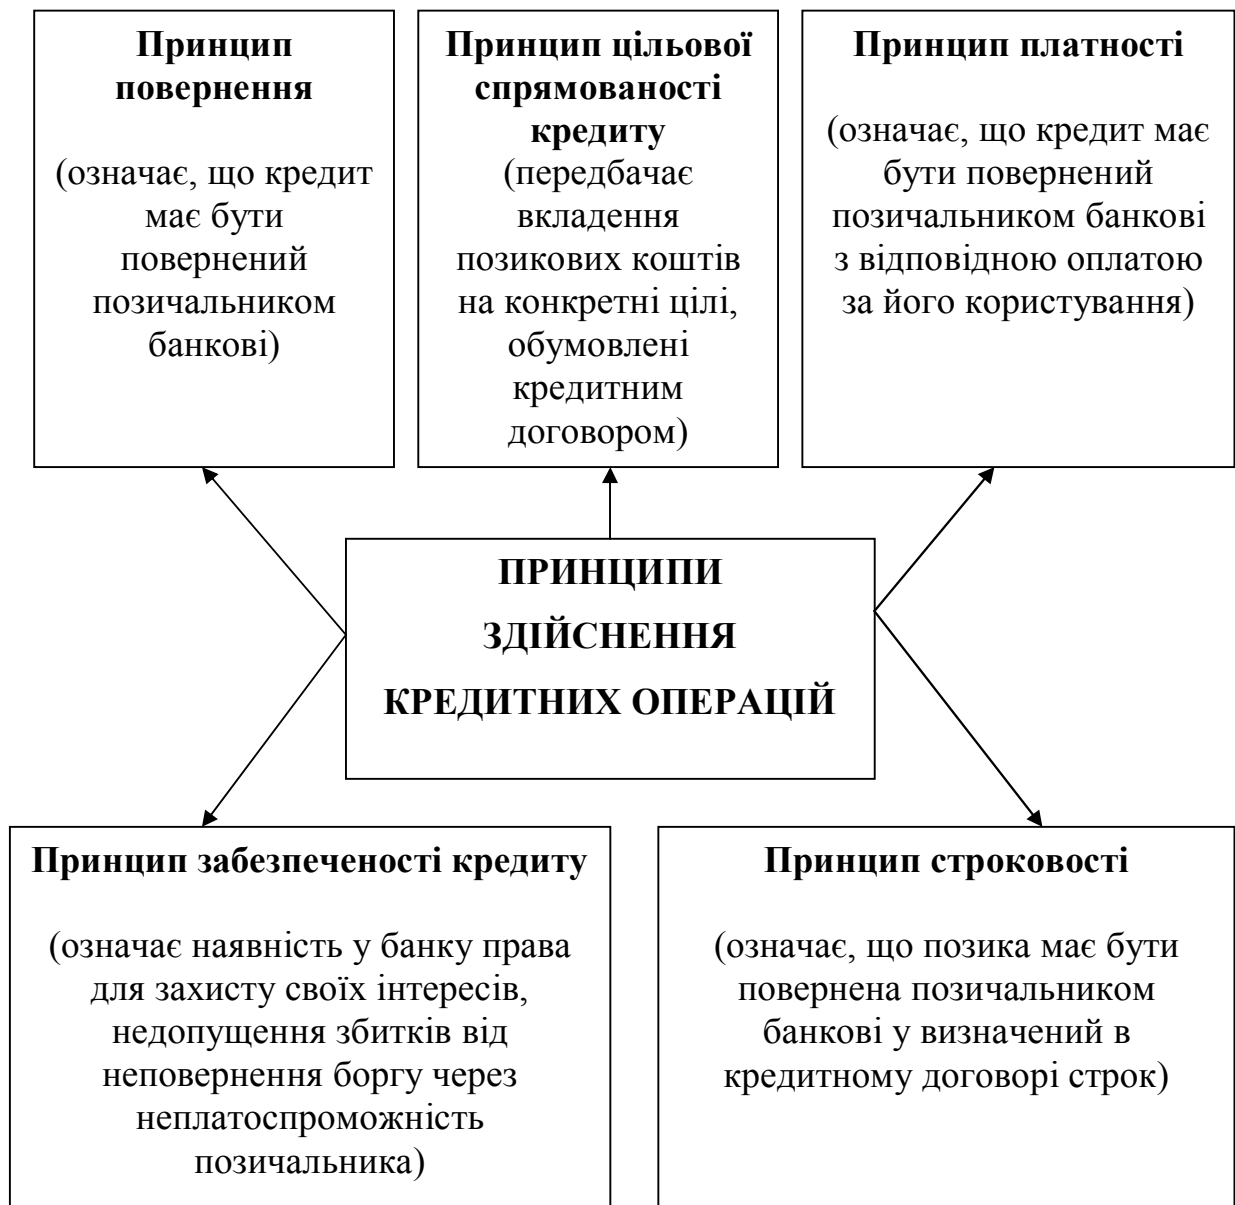 Принцип
повернення
(означає, що кредит
має бути
повернений
позичальником
банкові)
Принцип цільової
спрямованості
кредиту
(передбачає
вкладення
позикових коштів
на конкретні цілі,
обумовлені
кредитним
договором)
Принцип платності
(означає, що кредит має
бути повернений
позичальником банкові
з відповідною оплатою
за його користування)
ПРИНЦИПИ
ЗДІЙСНЕННЯ
КРЕДИТНИХ ОПЕРАЦІЙ
Принцип забезпеченості кредиту
(означає наявність у банку права
для захисту своїх інтересів,
недопущення збитків від
неповернення боргу через
неплатоспроможність
позичальника)
Принцип строковості
(означає, що позика має бути
повернена позичальником
банкові у визначений в
кредитному договорі строк)